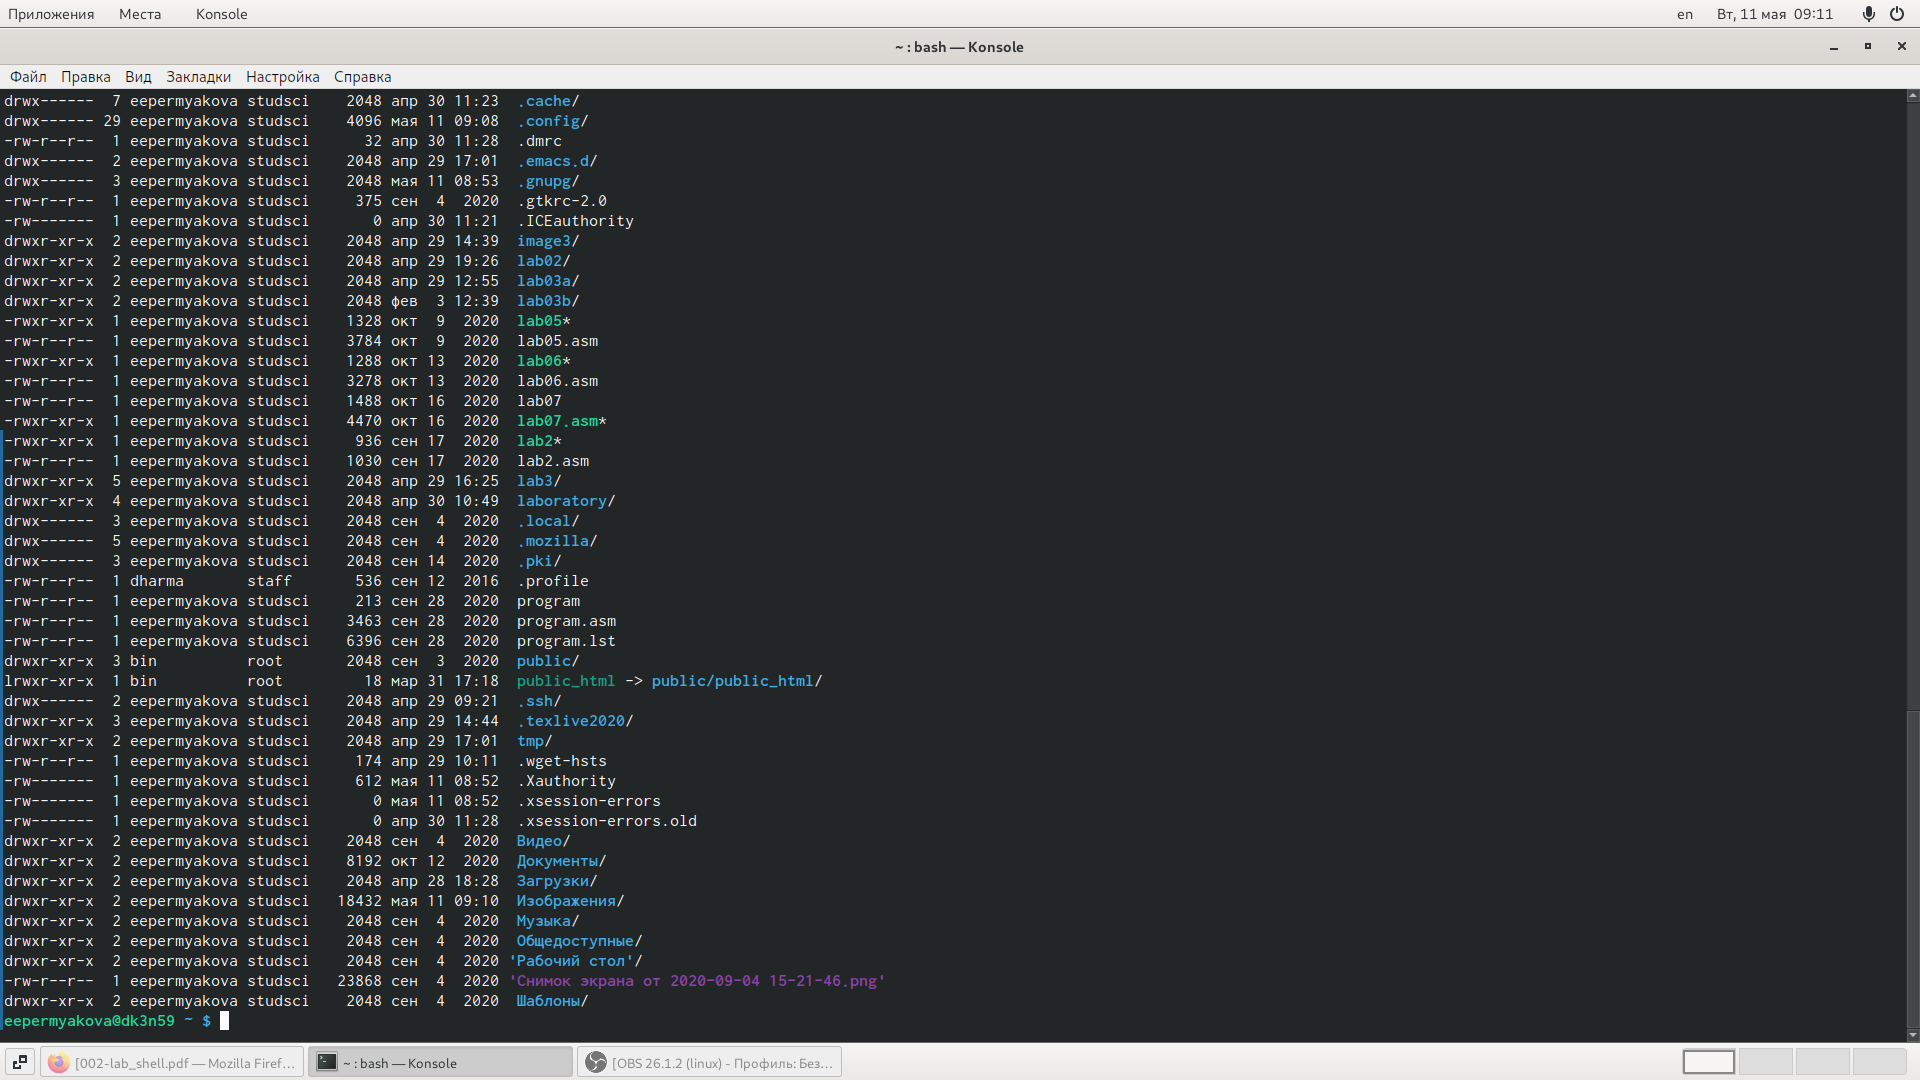 Приложения Места Konsole en Вт, 11 мая 09:11
~ : bash — Konsole
Файл Правка Вид Закладки Настройка Справка
drwx------  7 eepermyakova studsci    2048 апр 30 11:23  .cache/
drwx------ 29 eepermyakova studsci    4096 мая 11 09:08  .config/
-rw-r--r--  1 eepermyakova studsci      32 апр 30 11:28  .dmrc
drwx------  2 eepermyakova studsci    2048 апр 29 17:01  .emacs.d/
drwx------  3 eepermyakova studsci    2048 мая 11 08:53  .gnupg/
-rw-r--r--  1 eepermyakova studsci     375 сен  4  2020  .gtkrc-2.0
-rw-------  1 eepermyakova studsci       0 апр 30 11:21  .ICEauthority
drwxr-xr-x  2 eepermyakova studsci    2048 апр 29 14:39  image3/
drwxr-xr-x  2 eepermyakova studsci    2048 апр 29 19:26  lab02/
drwxr-xr-x  2 eepermyakova studsci    2048 апр 29 12:55  lab03a/
drwxr-xr-x  2 eepermyakova studsci    2048 фев  3 12:39  lab03b/
-rwxr-xr-x  1 eepermyakova studsci    1328 окт  9  2020  lab05*
-rw-r--r--  1 eepermyakova studsci    3784 окт  9  2020  lab05.asm
-rwxr-xr-x  1 eepermyakova studsci    1288 окт 13  2020  lab06*
-rw-r--r--  1 eepermyakova studsci    3278 окт 13  2020  lab06.asm
-rw-r--r--  1 eepermyakova studsci    1488 окт 16  2020  lab07
-rwxr-xr-x  1 eepermyakova studsci    4470 окт 16  2020  lab07.asm*
-rwxr-xr-x  1 eepermyakova studsci     936 сен 17  2020  lab2*
-rw-r--r--  1 eepermyakova studsci    1030 сен 17  2020  lab2.asm
drwxr-xr-x  5 eepermyakova studsci    2048 апр 29 16:25  lab3/
drwxr-xr-x  4 eepermyakova studsci    2048 апр 30 10:49  laboratory/
drwx------  3 eepermyakova studsci    2048 сен  4  2020  .local/
drwx------  5 eepermyakova studsci    2048 сен  4  2020  .mozilla/
drwx------  3 eepermyakova studsci    2048 сен 14  2020  .pki/
-rw-r--r--  1 dharma       staff       536 сен 12  2016  .profile
-rw-r--r--  1 eepermyakova studsci     213 сен 28  2020  program
-rw-r--r--  1 eepermyakova studsci    3463 сен 28  2020  program.asm
-rw-r--r--  1 eepermyakova studsci    6396 сен 28  2020  program.lst
drwxr-xr-x  3 bin          root       2048 сен  3  2020  public/
lrwxr-xr-x  1 bin          root         18 мар 31 17:18  public_html -> public/public_html/
drwx------  2 eepermyakova studsci    2048 апр 29 09:21  .ssh/
drwxr-xr-x  3 eepermyakova studsci    2048 апр 29 14:44  .texlive2020/
drwxr-xr-x  2 eepermyakova studsci    2048 апр 29 17:01  tmp/
-rw-r--r--  1 eepermyakova studsci     174 апр 29 10:11  .wget-hsts
-rw-------  1 eepermyakova studsci     612 мая 11 08:52  .Xauthority
-rw-------  1 eepermyakova studsci       0 мая 11 08:52  .xsession-errors
-rw-------  1 eepermyakova studsci       0 апр 30 11:28  .xsession-errors.old
drwxr-xr-x  2 eepermyakova studsci    2048 сен  4  2020  Видео/
drwxr-xr-x  2 eepermyakova studsci    8192 окт 12  2020  Документы/
drwxr-xr-x  2 eepermyakova studsci    2048 апр 28 18:28  Загрузки/
drwxr-xr-x  2 eepermyakova studsci   18432 мая 11 09:10  Изображения/
drwxr-xr-x  2 eepermyakova studsci    2048 сен  4  2020  Музыка/
drwxr-xr-x  2 eepermyakova studsci    2048 сен  4  2020  Общедоступные/
drwxr-xr-x  2 eepermyakova studsci    2048 сен  4  2020 'Рабочий стол'/
-rw-r--r--  1 eepermyakova studsci   23868 сен  4  2020 'Снимок экрана от 2020-09-04 15-21-46.png'
drwxr-xr-x  2 eepermyakova studsci    2048 сен  4  2020  Шаблоны/
eepermyakova@dk3n59 ~ $
[002-lab_shell.pdf — Mozilla Firef… ~ : bash — Konsole [OBS 26.1.2 (linux) - Профиль: Без…